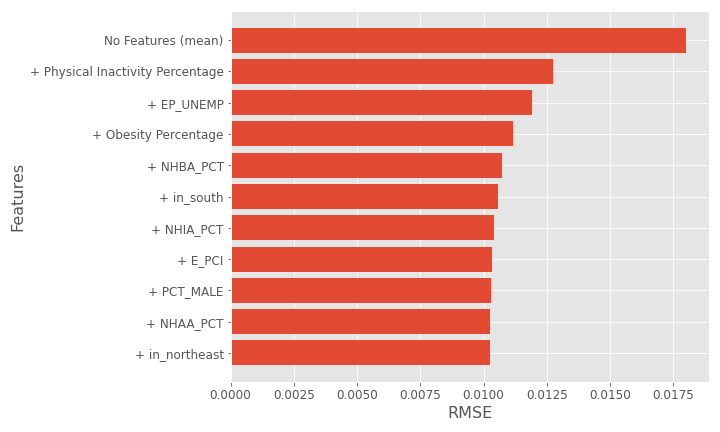 Features
No Features (mean)
+ Physical Inactivity Percentage
+ EP_UNEMP
+ Obesity Percentage
+ NHBA_PCT
+ in_south
+ NHIA_PCT
+ E_PCI
+ PCT_MALE
+ NHAA_PCT
+ in_northeast
0.0000 0.0025 0.0050 0.0075 0.0100 0.0125 0.0150 0.0175
RMSE